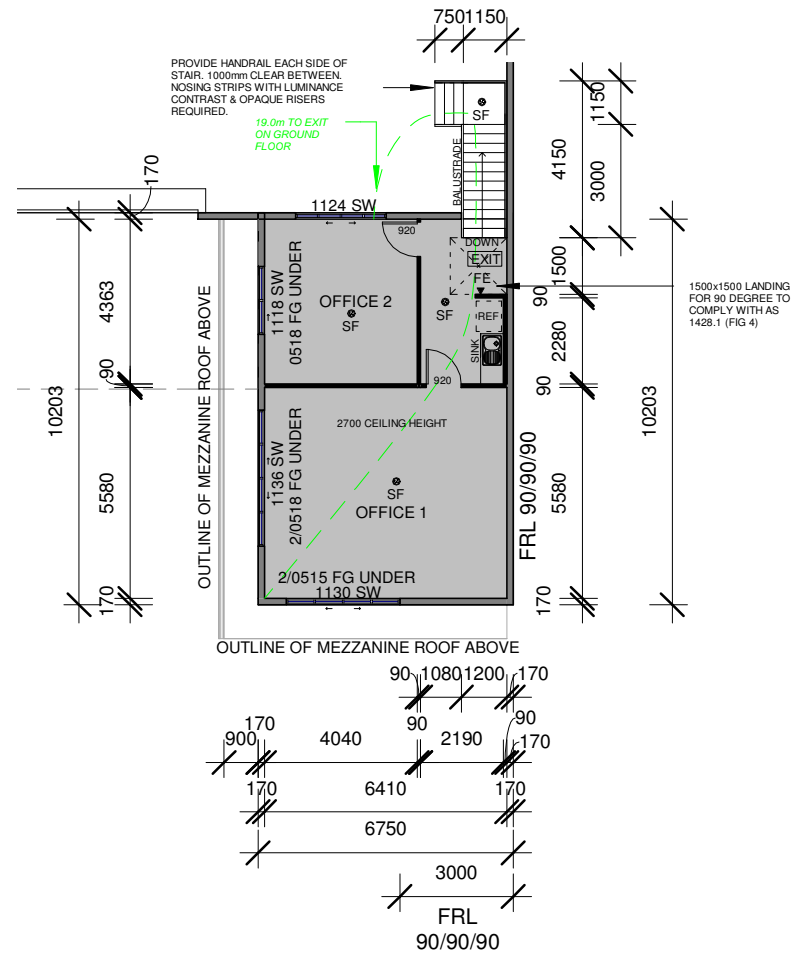 7501150
PROVIDE HANDRAIL EACH SIDE OF
STAIR. 1000mm CLEAR BETWEEN.
NOSING STRIPS WITH LUMINANCE
CONTRAST & OPAQUE RISERS
REQUIRED.
19.0m TO EXIT
ON GROUND
FLOOR
SF
BALUSTRADE
1150
4150
3000
170
1124 SW
920
DOWN
EXIT
FE
1500
1500x1500 LANDING
FOR 90 DEGREE TO
COMPLY WITH AS
1428.1 (FIG 4)
4363
1118 SW
0518 FG UNDER
OFFICE 2
SF
SF
REF
SINK
90
2280
OUTLINE OF MEZZANINE ROOF ABOVE
90
920
90
10203
10203
2700 CEILING HEIGHT
5580
1136 SW
2/0518 FG UNDER
SF
OFFICE 1
FRL 90/90/90
5580
2/0515 FG UNDER
1130 SW
170
170
OUTLINE OF MEZZANINE ROOF ABOVE
90
10801200
170
170
90
90
900
4040
2190
170
170
6410
170
6750
3000
FRL
90/90/90